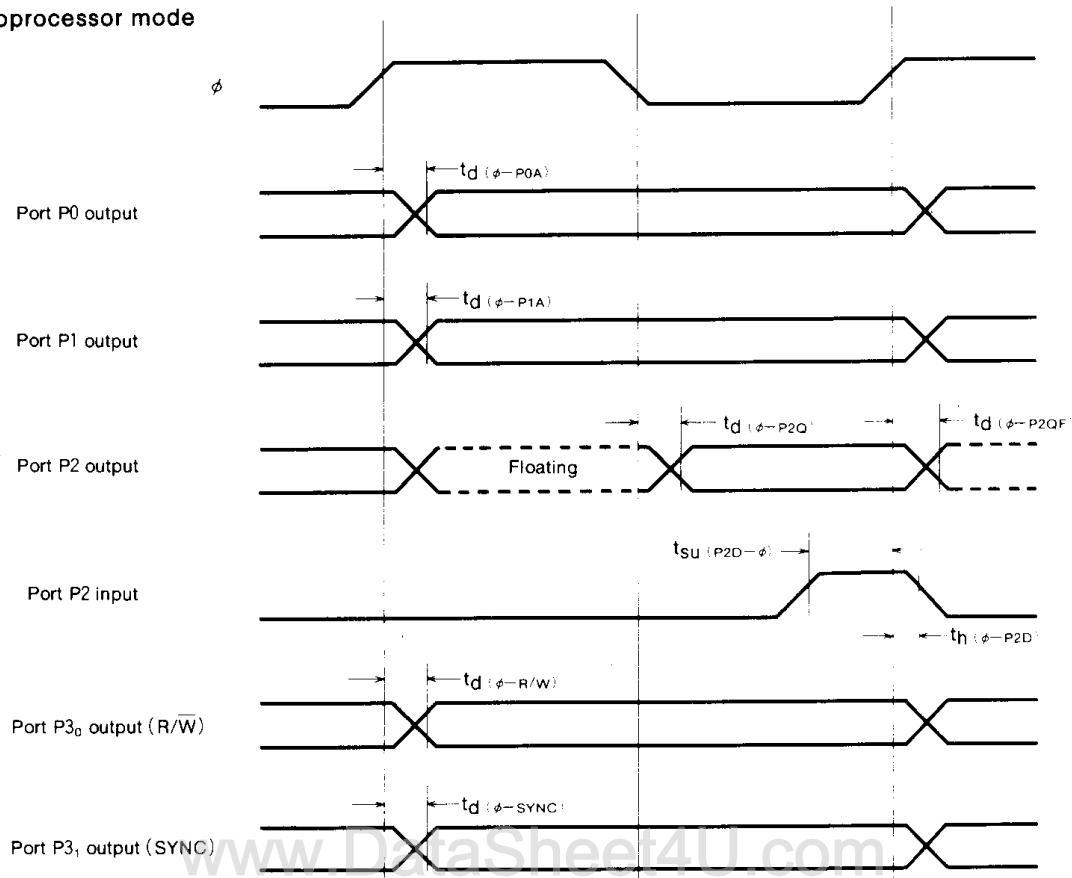 oprocessor mode
φ
td (φ-P0A)
Port P0 output
td (φ-P1A)
Port P1 output
td (φ-P2Q)
td (φ-P2QF)
Port P2 output
Floating
tsu (P2D-φ)
Port P2 input
th (φ-P2D)
td (φ-R/W)
Port P3₀ output (R/W̅)
td (φ-SYNC)
Port P3₁ output (SYNC)
www.DataSheet4U.com